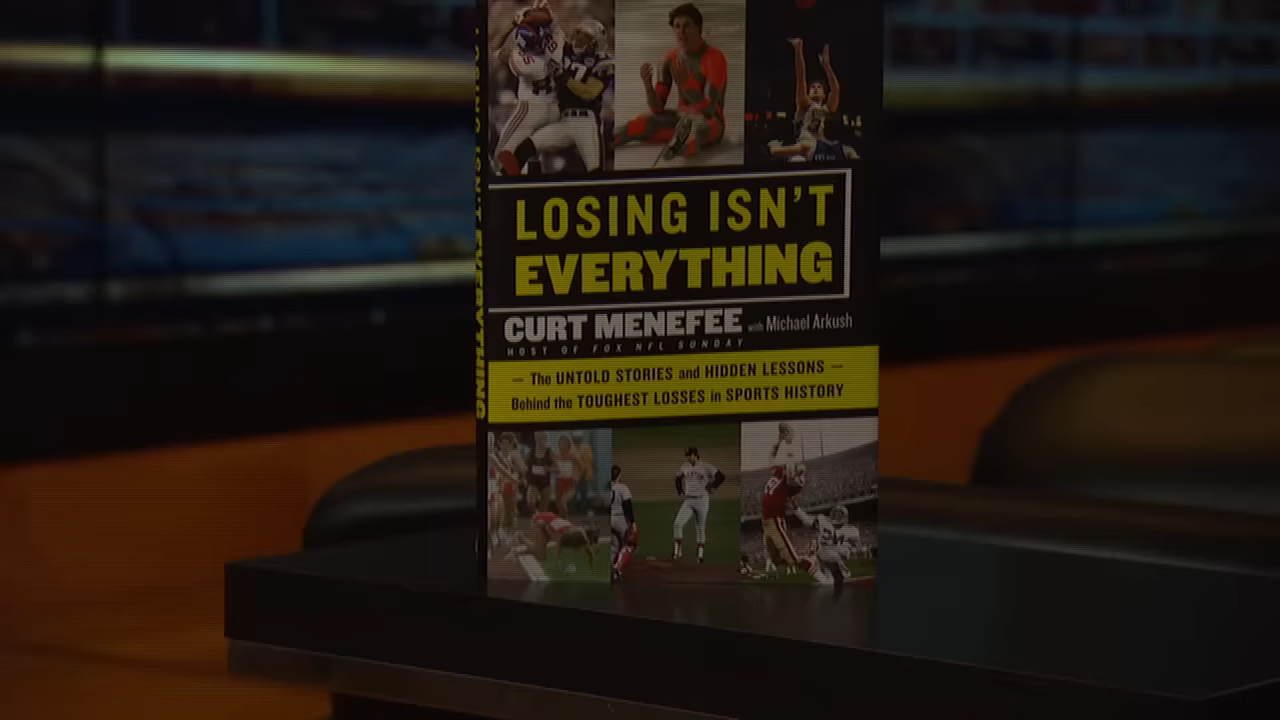 LOSING ISN'T
EVERYTHING
CURT MENEFEE with Michael Arkush
HOST OF FOX NFL SUNDAY
— The UNTOLD STORIES and HIDDEN LESSONS —
Behind the TOUGHEST LOSSES in SPORTS HISTORY
LOSING ISN'T EVERYTHING